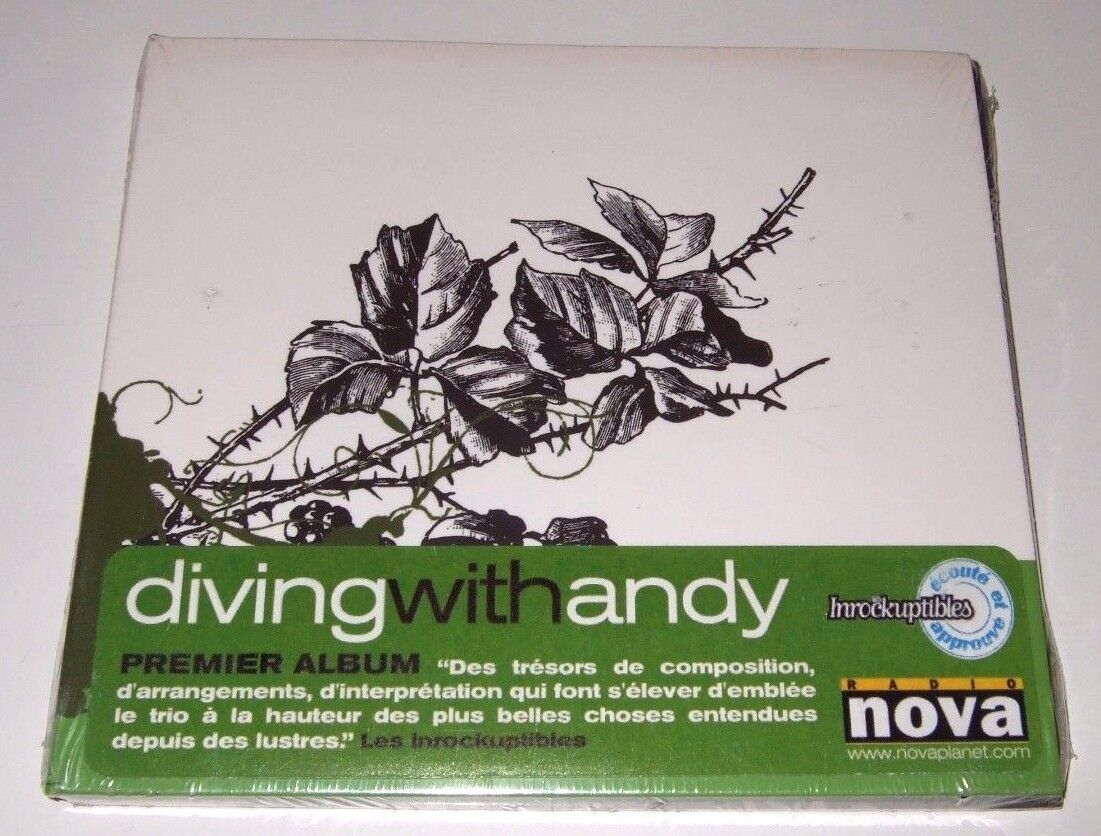 divingwithandy
PREMIER ALBUM "Des trésors de composition,
d'arrangements, d'interprétation qui font s'élever d'emblée
le trio à la hauteur des plus belles choses entendues
depuis des lustres." Les inrockuptibles
les Inrockuptibles
écouté et approuvé
RADIO
nova
www.novaplanet.com